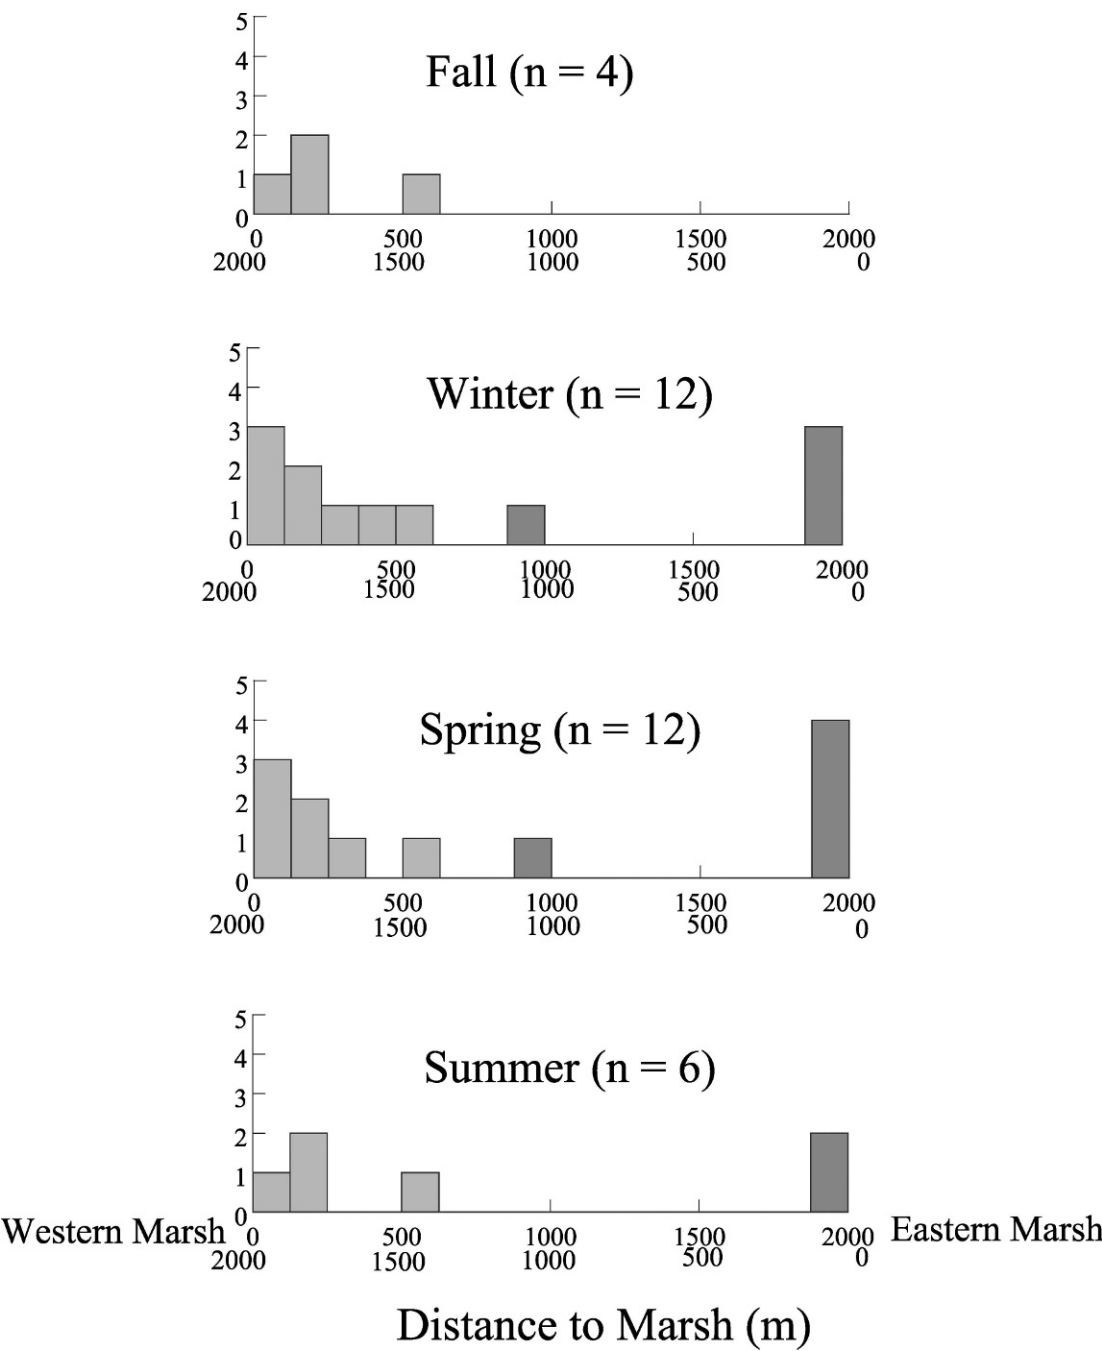 5
4
Fall (n = 4)
3
2
1
0
0 500 1000 1500 2000
2000 1500 1000 500 0
5
4
Winter (n = 12)
3
2
1
0
0 500 1000 1500 2000
2000 1500 1000 500 0
5
4
Spring (n = 12)
3
2
1
0
0 500 1000 1500 2000
2000 1500 1000 500 0
5
4
Summer (n = 6)
3
2
1
0
Western Marsh 0 500 1000 1500 2000 Eastern Marsh
2000 1500 1000 500 0
Distance to Marsh (m)